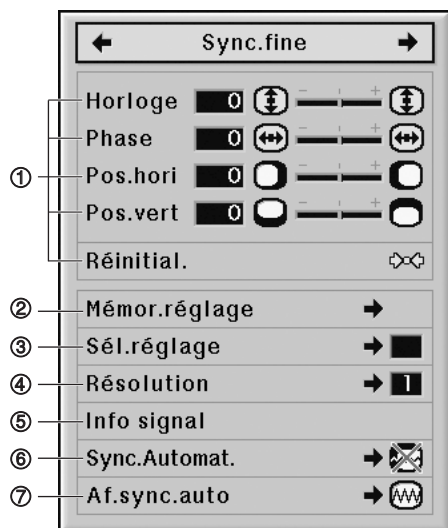 Sync.fine
Horloge 0 - +
Phase 0 - +
① Pos.hori 0 - +
Pos.vert 0 - +
Réinitial.
② Mémor.réglage
③ Sél.réglage
④ Résolution 1
⑤ Info signal
⑥ Sync.Automat.
⑦ Af.sync.auto